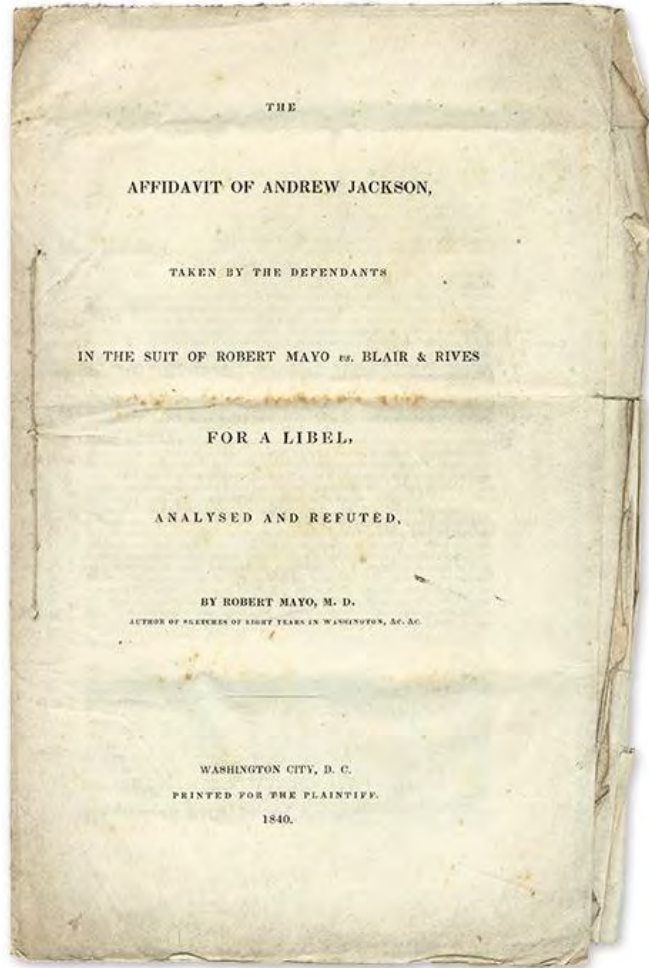 THE
AFFIDAVIT OF ANDREW JACKSON,
TAKEN BY THE DEFENDANTS
IN THE SUIT OF ROBERT MAYO vs. BLAIR & RIVES
FOR A LIBEL,
ANALYSED AND REFUTED,
BY ROBERT MAYO, M. D.
AUTHOR OF SKETCHES OF EIGHT YEARS IN WASHINGTON, &C. &C.
WASHINGTON CITY, D. C.
PRINTED FOR THE PLAINTIFF.
1840.